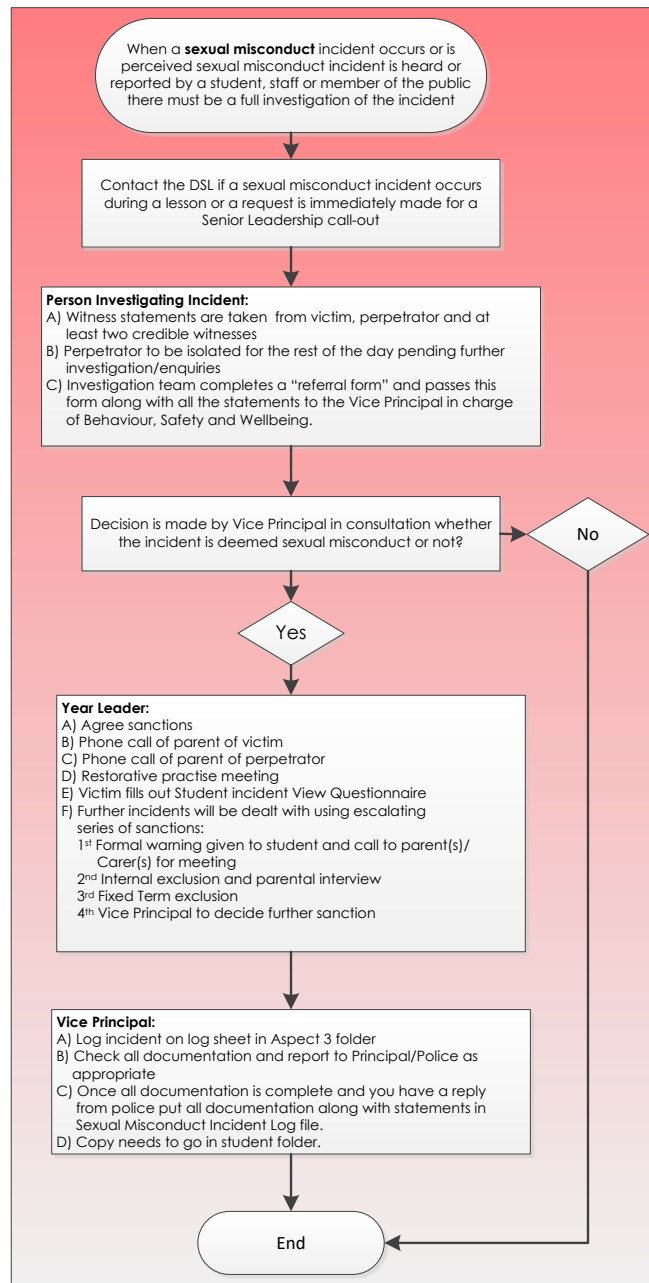 When a sexual misconduct incident occurs or is
perceived sexual misconduct incident is heard or
reported by a student, staff or member of the public
there must be a full investigation of the incident
Contact the DSL if a sexual misconduct incident occurs
during a lesson or a request is immediately made for a
Senior Leadership call-out
Person Investigating Incident:
A) Witness statements are taken from victim, perpetrator and at
least two credible witnesses
B) Perpetrator to be isolated for the rest of the day pending further
investigation/enquiries
C) Investigation team completes a “referral form” and passes this
form along with all the statements to the Vice Principal in charge
of Behaviour, Safety and Wellbeing.
Decision is made by Vice Principal in consultation whether
the incident is deemed sexual misconduct or not?
No
Yes
Year Leader:
A) Agree sanctions
B) Phone call of parent of victim
C) Phone call of parent of perpetrator
D) Restorative practise meeting
E) Victim fills out Student incident View Questionnaire
F) Further incidents will be dealt with using escalating
series of sanctions:
1st Formal warning given to student and call to parent(s)/
Carer(s) for meeting
2nd Internal exclusion and parental interview
3rd Fixed Term exclusion
4th Vice Principal to decide further sanction
Vice Principal:
A) Log incident on log sheet in Aspect 3 folder
B) Check all documentation and report to Principal/Police as
appropriate
C) Once all documentation is complete and you have a reply
from police put all documentation along with statements in
Sexual Misconduct Incident Log file.
D) Copy needs to go in student folder.
End